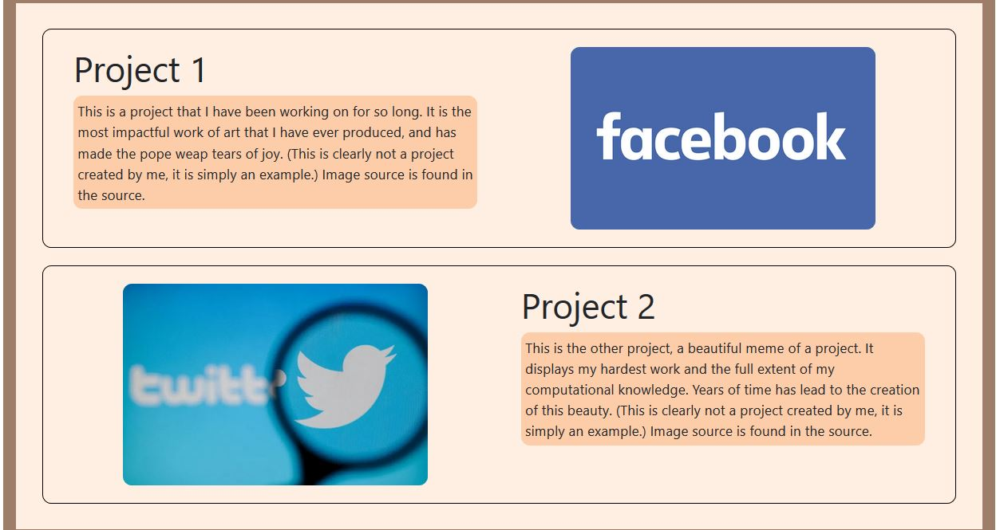 Project 1
This is a project that I have been working on for so long. It is the
most impactful work of art that I have ever produced, and has
made the pope weap tears of joy. (This is clearly not a project
created by me, it is simply an example.) Image source is found in
the source.
facebook
twitt
Project 2
This is the other project, a beautiful meme of a project. It
displays my hardest work and the full extent of my
computational knowledge. Years of time has lead to the creation
of this beauty. (This is clearly not a project created by me, it is
simply an example.) Image source is found in the source.